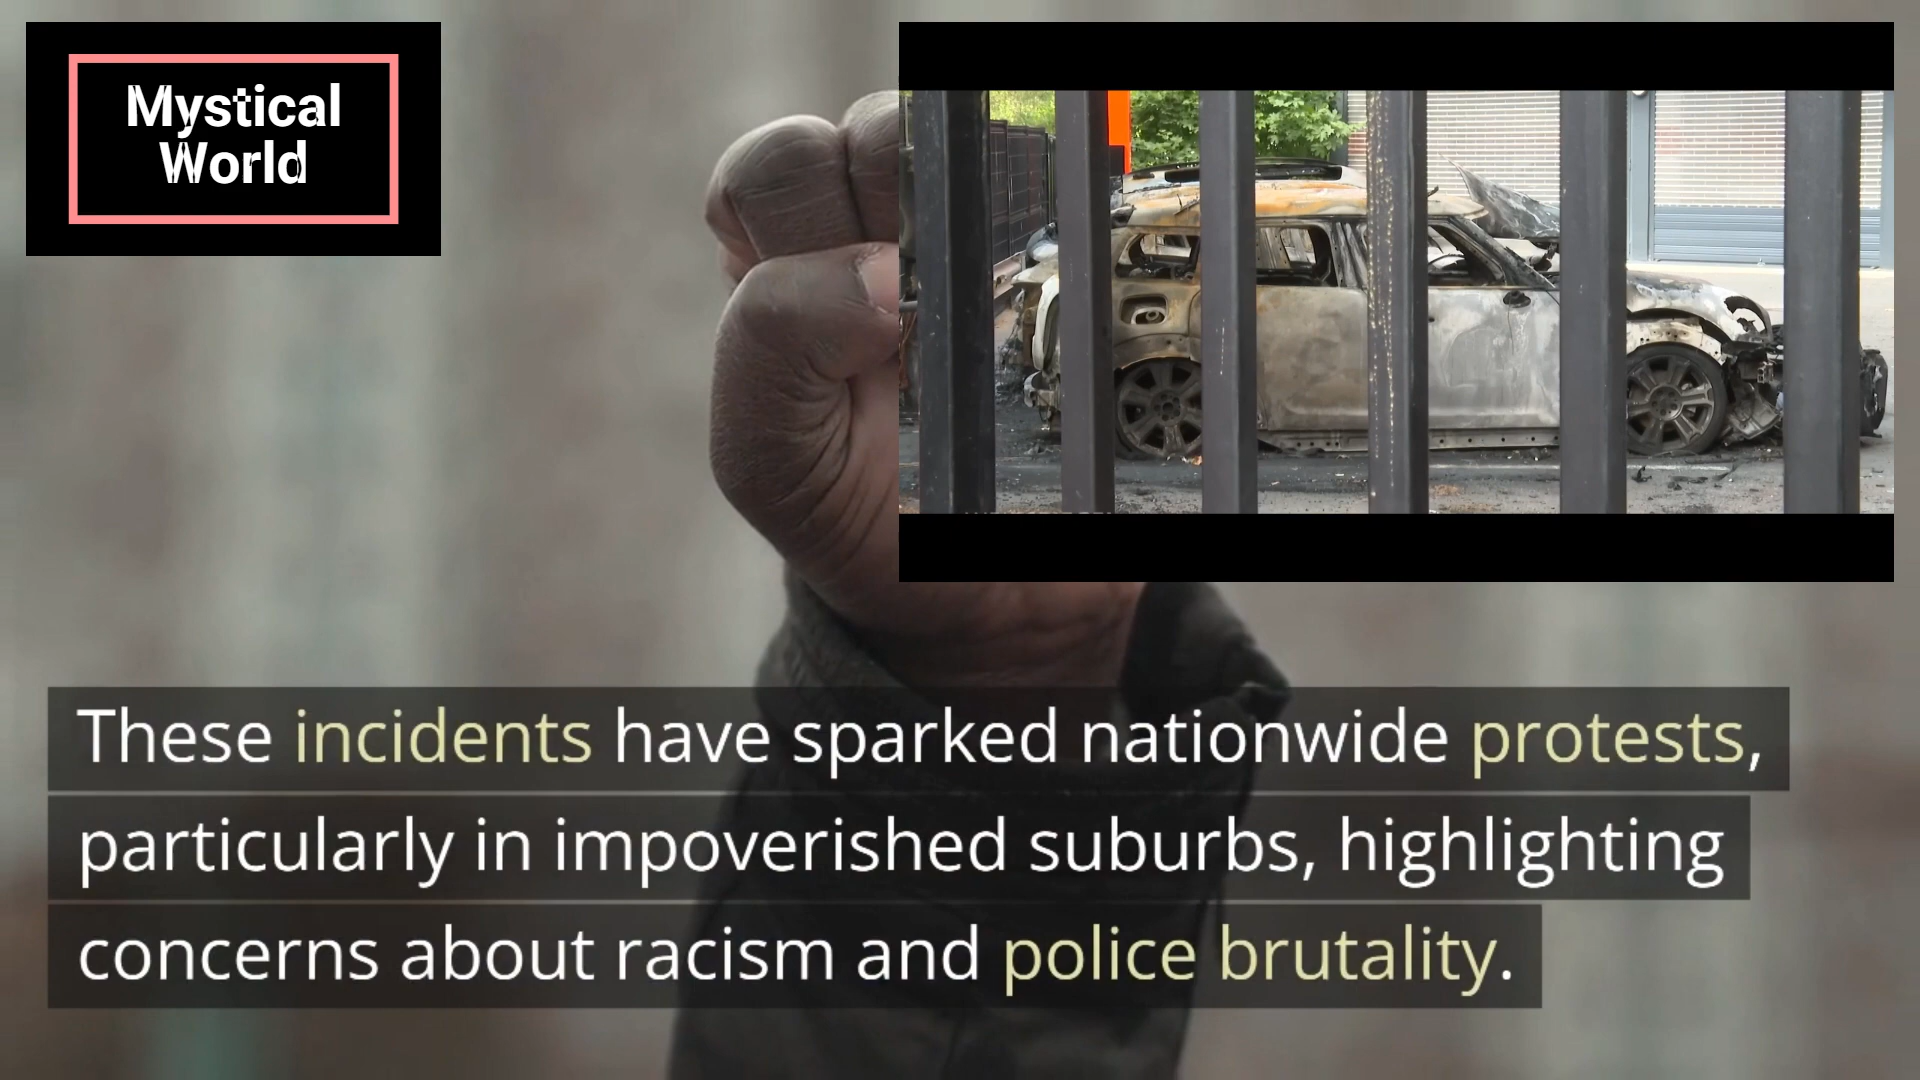 Mystical
World
These incidents have sparked nationwide protests,
particularly in impoverished suburbs, highlighting
concerns about racism and police brutality.